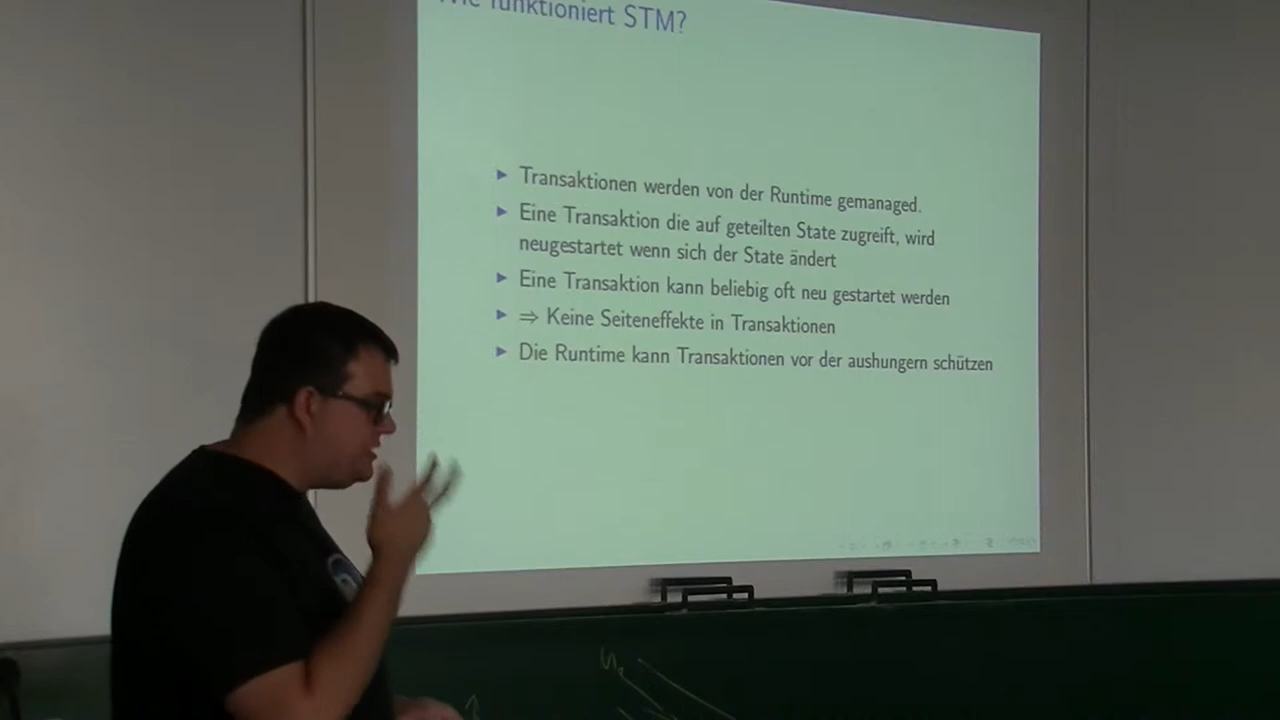 Wie funktioniert STM?
▶ Transaktionen werden von der Runtime gemanaged.
▶ Eine Transaktion die auf geteilten State zugreift, wird
neugestartet wenn sich der State ändert
▶ Eine Transaktion kann beliebig oft neu gestartet werden
▶ ⇒ Keine Seiteneffekte in Transaktionen
▶ Die Runtime kann Transaktionen vor der aushungern schützen